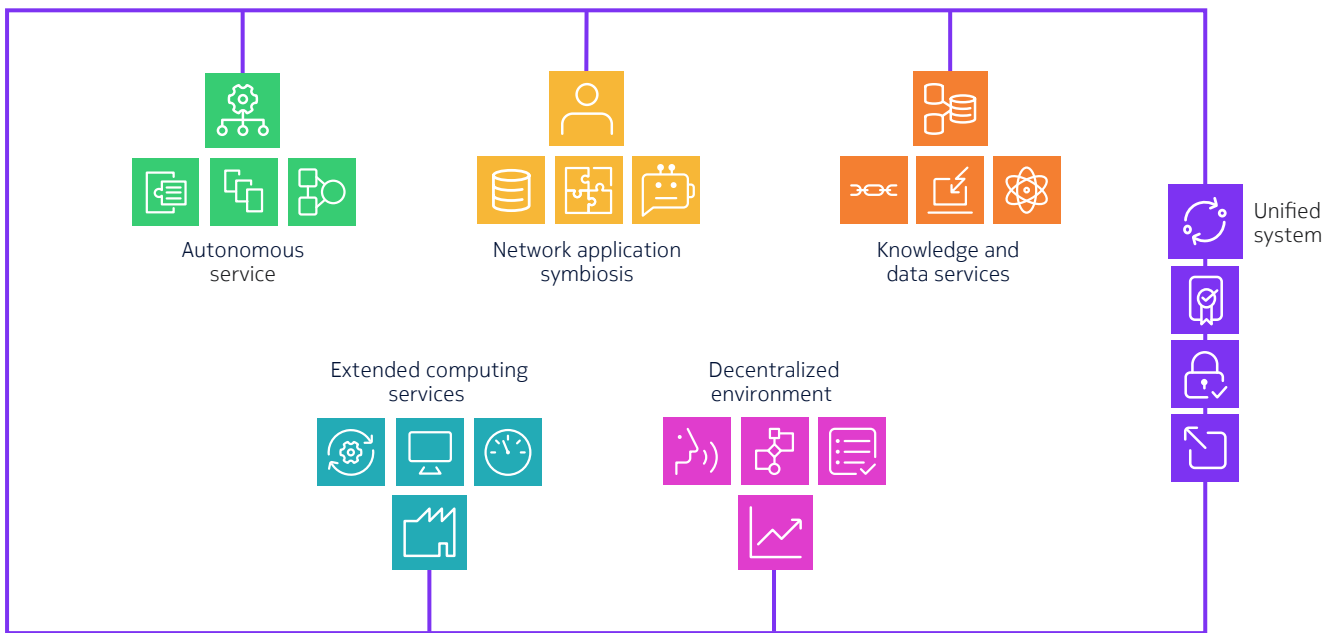 Autonomous
service
Network application
symbiosis
Knowledge and
data services
Unified
system
Extended computing
services
Decentralized
environment